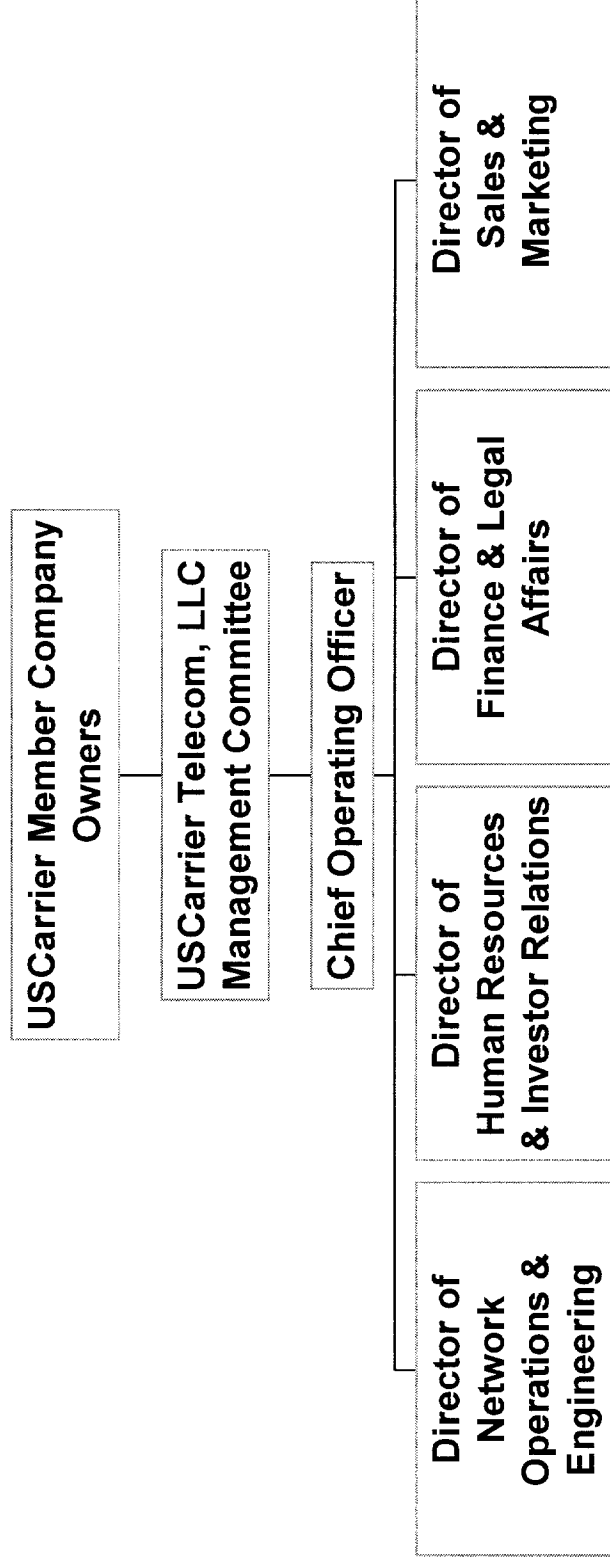 USCarrier Member Company
Owners
USCarrier Telecom, LLC
Management Committee
Chief Operating Officer
Director of
Network
Operations &
Engineering
Director of
Human Resources
& Investor Relations
Director of
Finance & Legal
Affairs
Director of
Sales &
Marketing